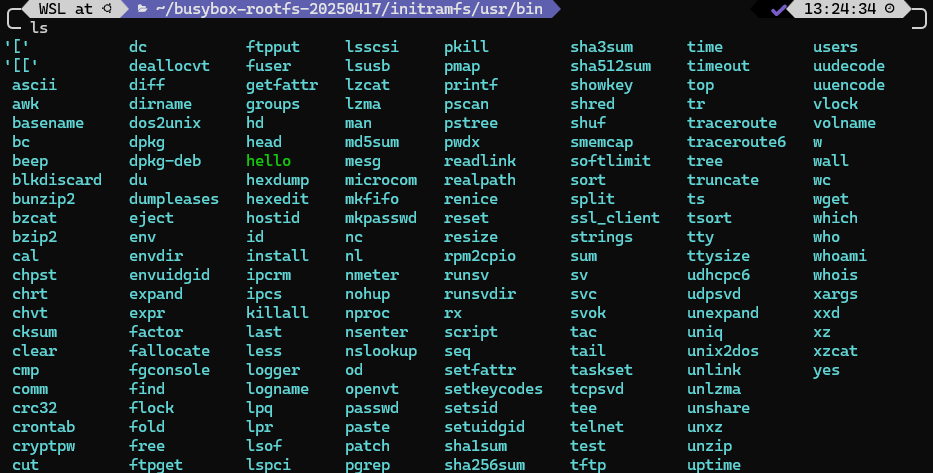 WSL at ~/busybox-rootfs-20250417/initramfs/usr/bin 13:24:34
ls
'[' dc ftpput lsscsi pkill sha3sum time users
'[[' deallocvt fuser lsusb pmap sha512sum timeout uudecode
ascii diff getfattr lzcat printf showkey top uuencode
awk dirname groups lzma pscan shred tr vlock
basename dos2unix hd man pstree shuf traceroute volname
bc dpkg head md5sum pwdx smemcap traceroute6 w
beep dpkg-deb hello mesg readlink softlimit tree wall
blkdiscard du hexdump microcom realpath sort truncate wc
bunzip2 dumpleases hexedit mkfifo renice split ts wget
bzcat eject hostid mkpasswd reset ssl_client tsort which
bzip2 env id nc resize strings tty who
cal envdir install nl rpm2cpio sum ttysize whoami
chpst envuidgid ipcrm nmeter runsv sv udhcpc6 whois
chrt expand ipcs nohup runsvdir svc udpsvd xargs
chvt expr killall nproc rx svok unexpand xxd
cksum factor last nsenter script tac uniq xz
clear fallocate less nslookup seq tail unix2dos xzcat
cmp fgconsole logger od setfattr taskset unlink yes
comm find logname openvt setkeycodes tcpsvd unlzma
crc32 flock lpq passwd setsid tee unshare
crontab fold lpr paste setuidgid telnet unxz
cryptpw free lsof patch sha1sum test unzip
cut ftpget lspci pgrep sha256sum tftp uptime